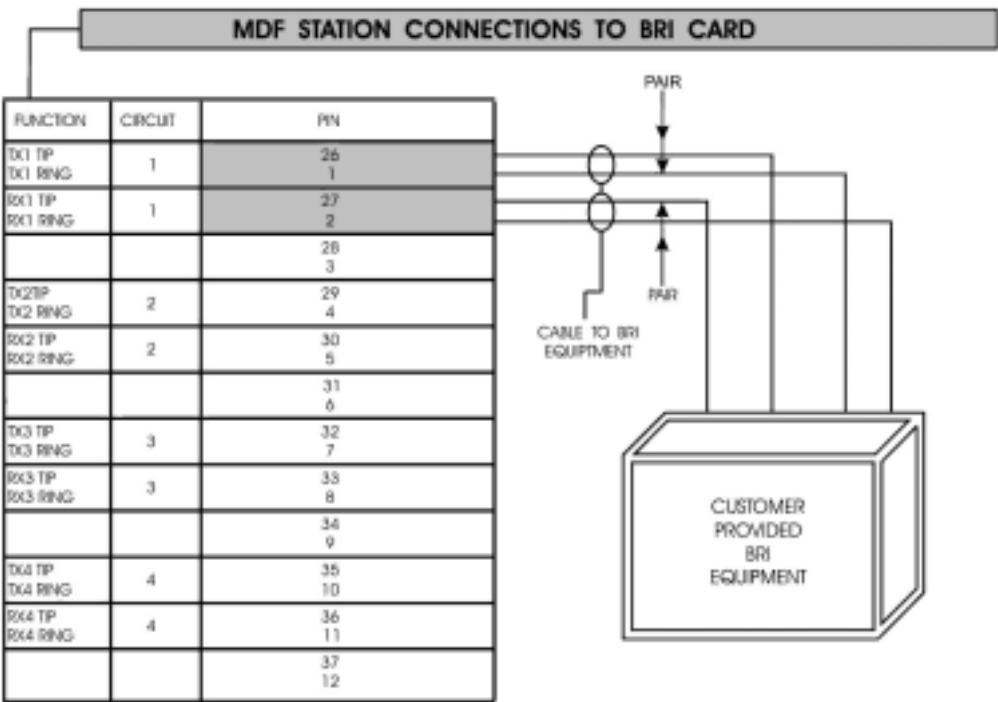 MDF STATION CONNECTIONS TO BRI CARD
PAIR
FUNCTION CIRCUIT PIN
TX1 TIP 1 26
TX1 RING 1
RX1 TIP 1 27
RX1 RING 2
28
3
TX2TIP 2 29
TX2 RING 4
RX2 TIP 2 30
RX2 RING 5
31
6
TX3 TIP 3 32
TX3 RING 7
RX3 TIP 3 33
RX3 RING 8
34
9
TX4 TIP 4 35
TX4 RING 10
RX4 TIP 4 36
RX4 RING 11
37
12
PAIR
CABLE TO BRI
EQUIPTMENT
CUSTOMER
PROVIDED
BRI
EQUIPMENT